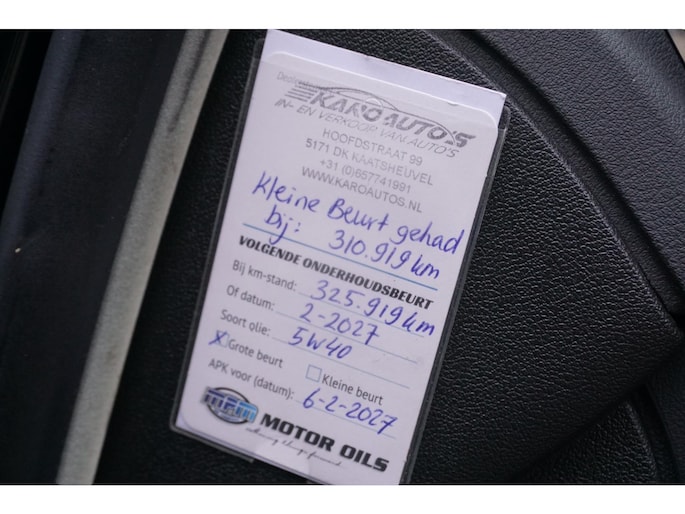 KARO AUTO'S
IN- EN VERKOOP VAN AUTO'S
HOOFDSTRAAT 99
5171 DK KAATSHEUVEL
+31 (0)657741991
WWW.KAROAUTOS.NL
Kleine Beurt gehad
bij: 310.919 km
VOLGENDE ONDERHOUDSBEURT
Bij km-stand: 325.919 km
Of datum: 2-2027
Soort olie: 5W40
Grote beurt Kleine beurt
APK voor (datum): 6-2-2027
MPM MOTOR OILS